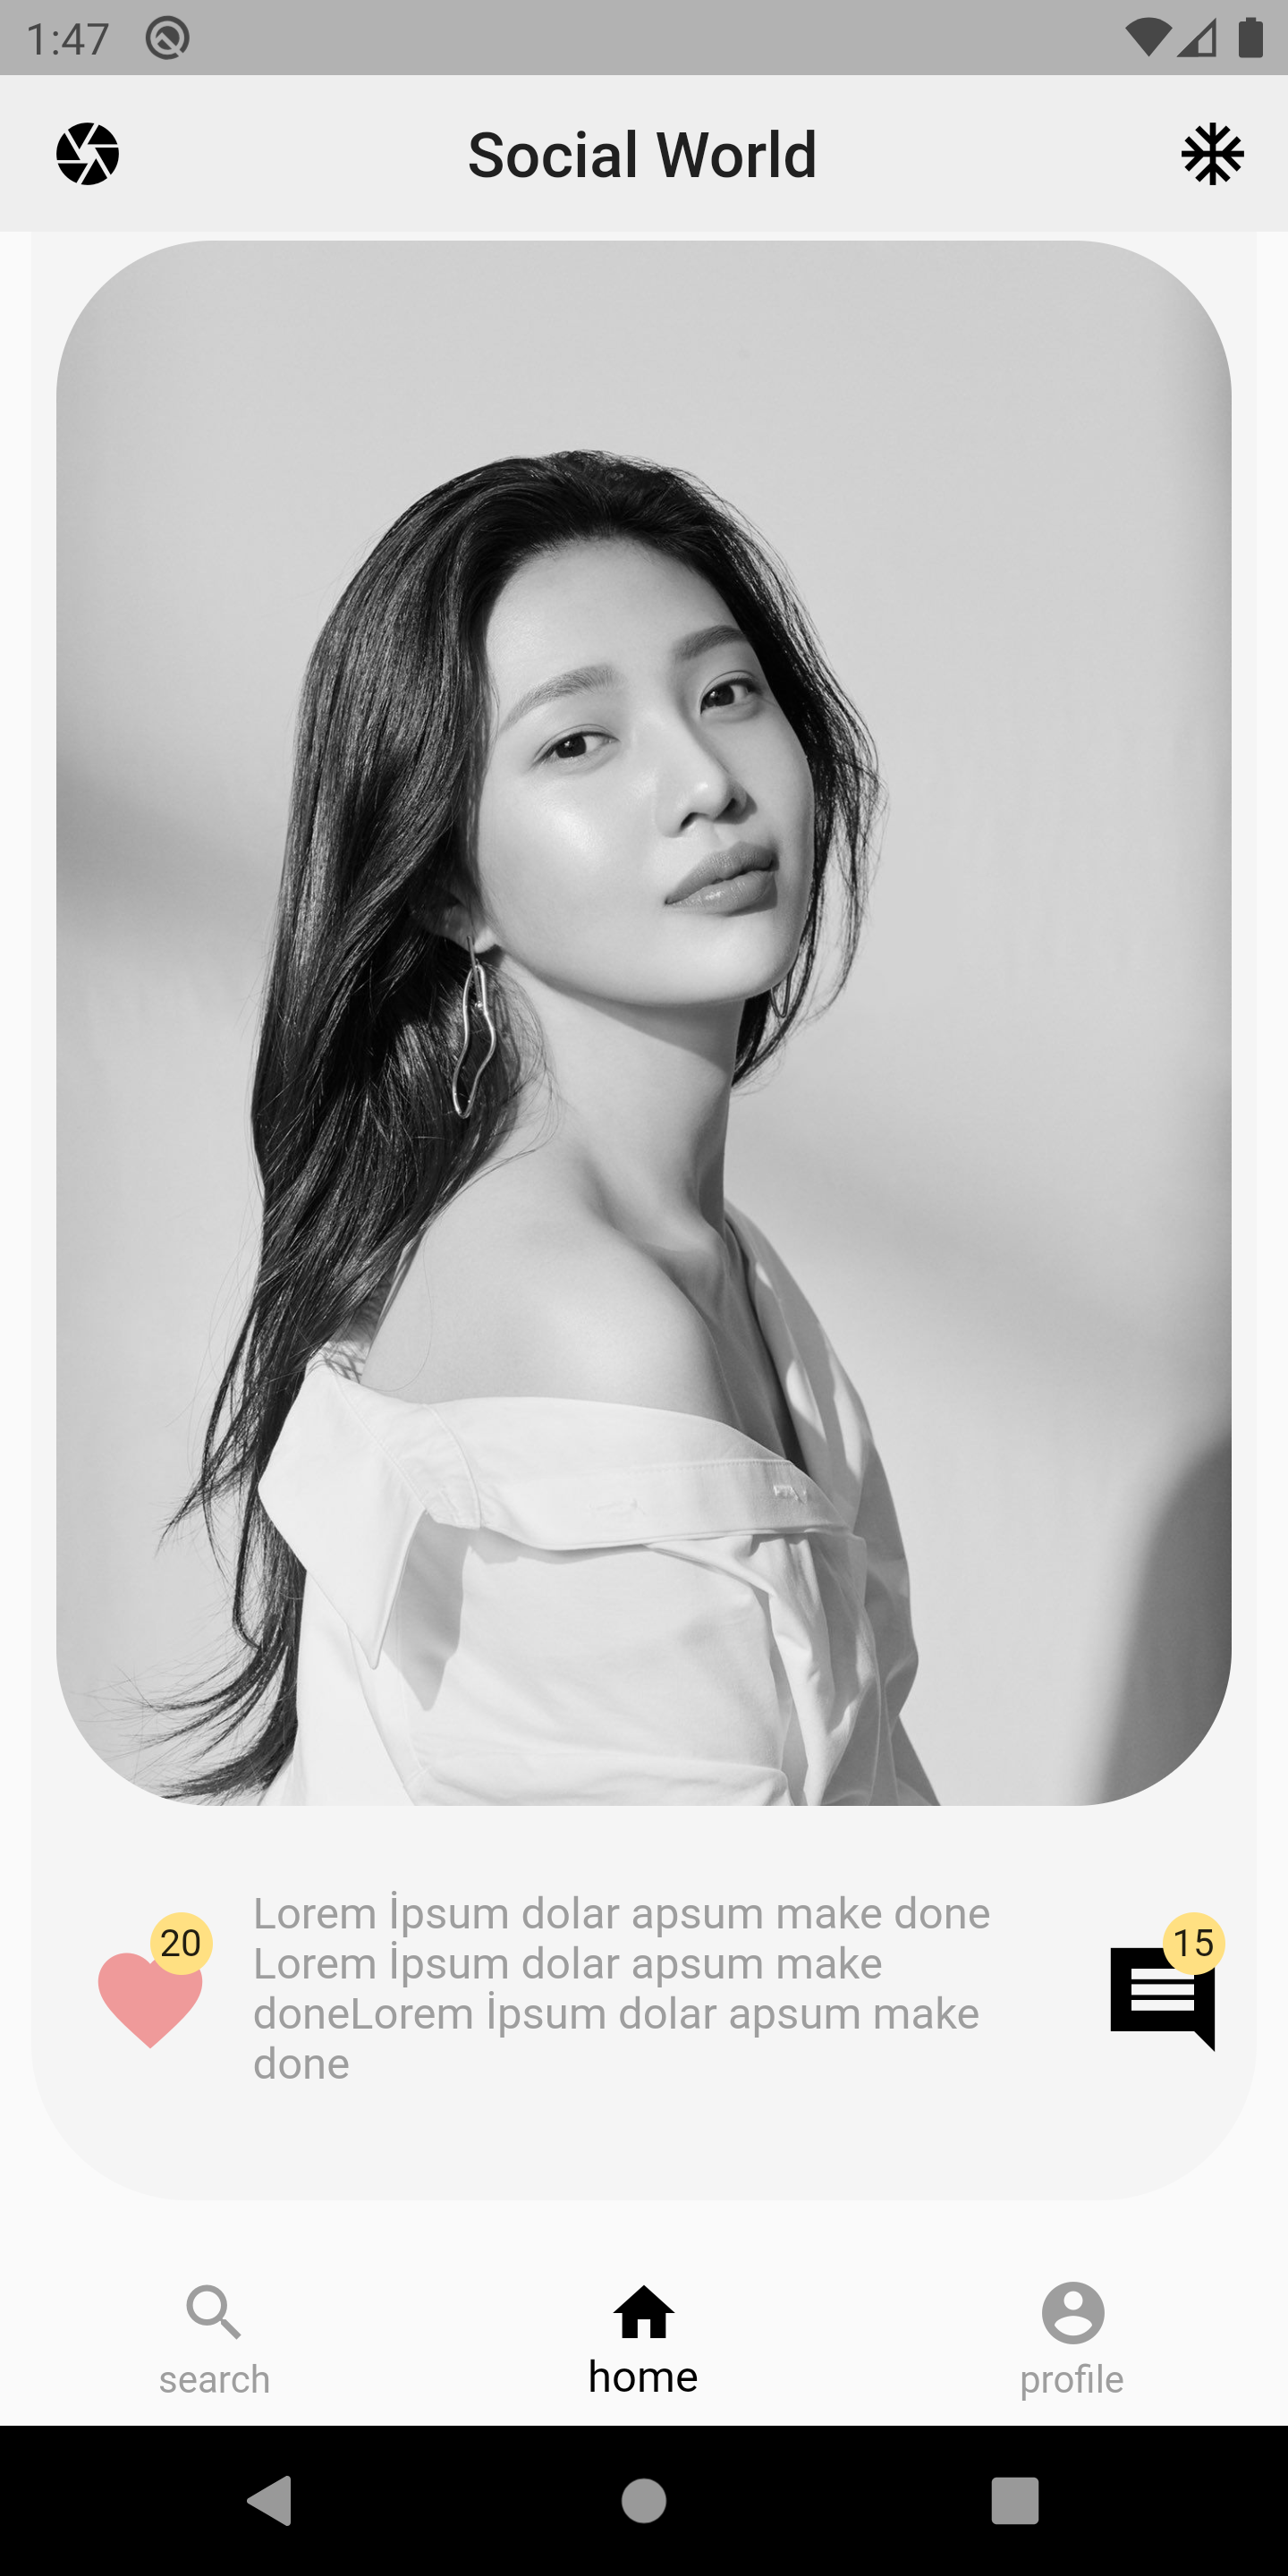 1:47
Social World
20
Lorem İpsum dolar apsum make done
Lorem İpsum dolar apsum make
doneLorem İpsum dolar apsum make
done
15
search
home
profile